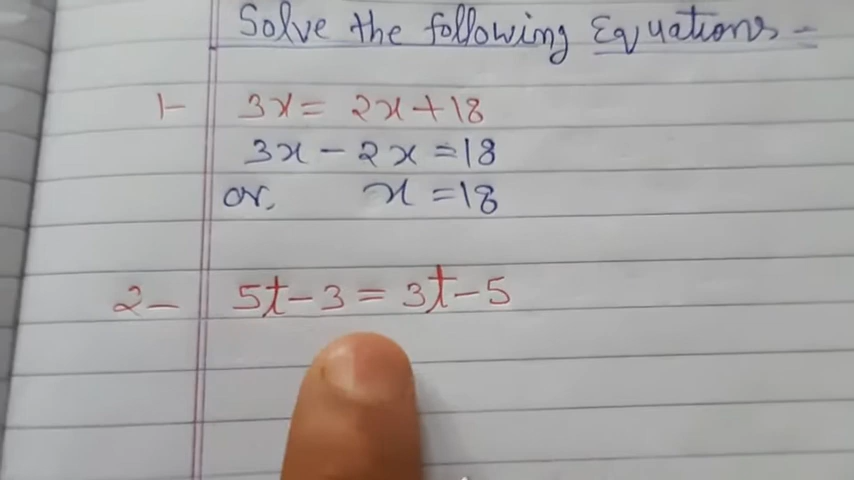 Solve the following Equations -
1- 3x = 2x + 18
3x - 2x = 18
or, x = 18
2- 5t - 3 = 3t - 5